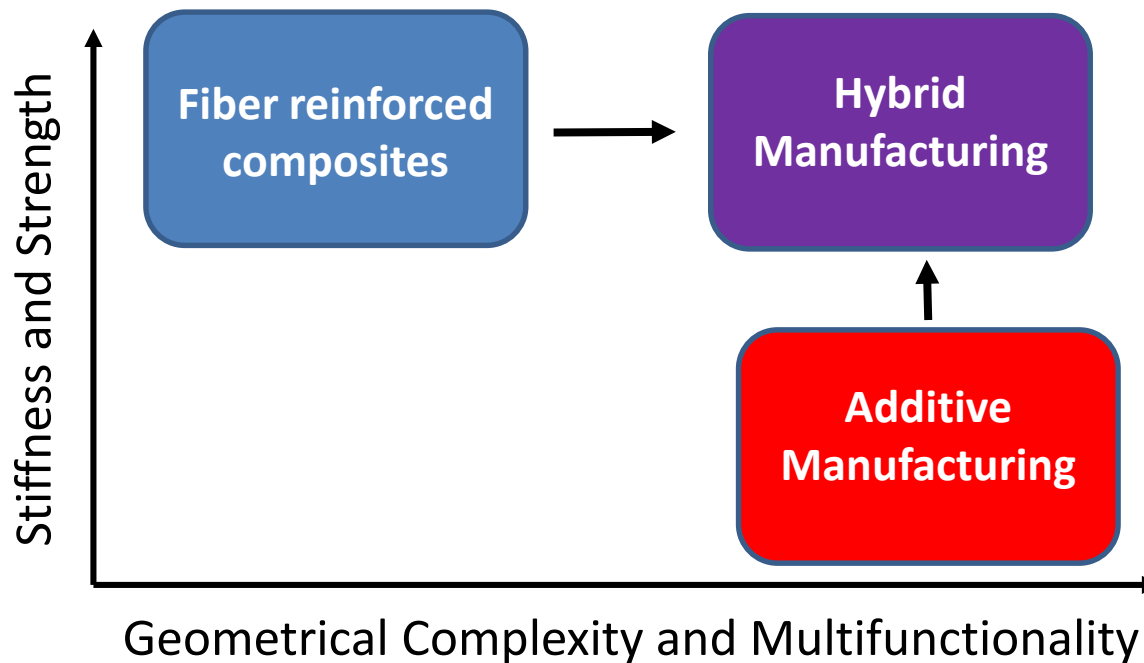 Stiffness and Strength
Fiber reinforced
composites
Hybrid
Manufacturing
Additive
Manufacturing
Geometrical Complexity and Multifunctionality